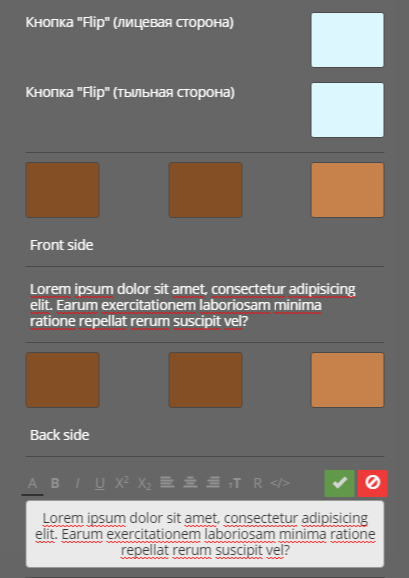 Кнопка "Flip" (лицевая сторона)
Кнопка "Flip" (тыльная сторона)
Front side
Lorem ipsum dolor sit amet, consectetur adipisicing
elit. Earum exercitationem laboriosam minima
ratione repellat rerum suscipit vel?
Back side
A B I U X² X₂ тT R </>
Lorem ipsum dolor sit amet, consectetur adipisicing
elit. Earum exercitationem laboriosam minima ratione
repellat rerum suscipit vel?